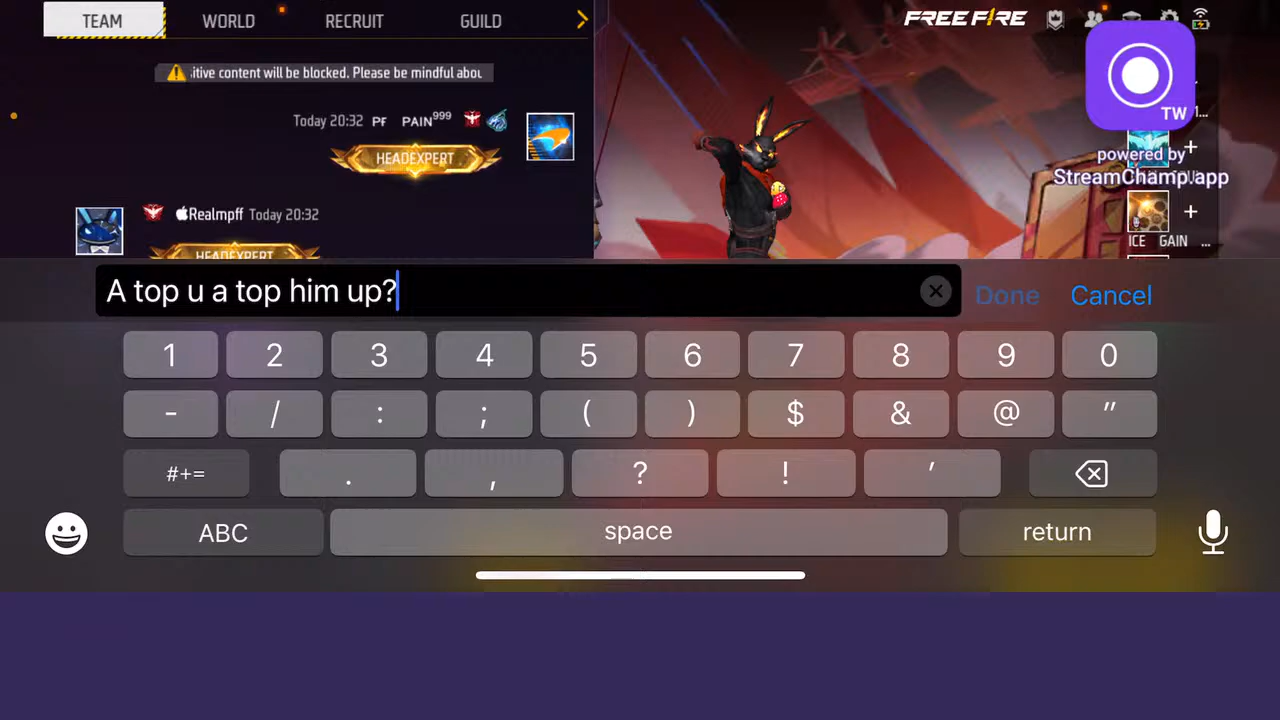 TEAM
WORLD
RECRUIT
GUILD
FREE FIRE
itive content will be blocked. Please be mindful abou
Today 20:32 PF PAIN999
HEADEXPERT
Realmpff Today 20:32
HEADEXPERT
TW
powered by
StreamChamp.app
ICE GAIN ...
A top u a top him up?
Done
Cancel
1 2 3 4 5 6 7 8 9 0
- / : ; ( ) $ & @ "
#+= . , ? ! '
ABC
space
return